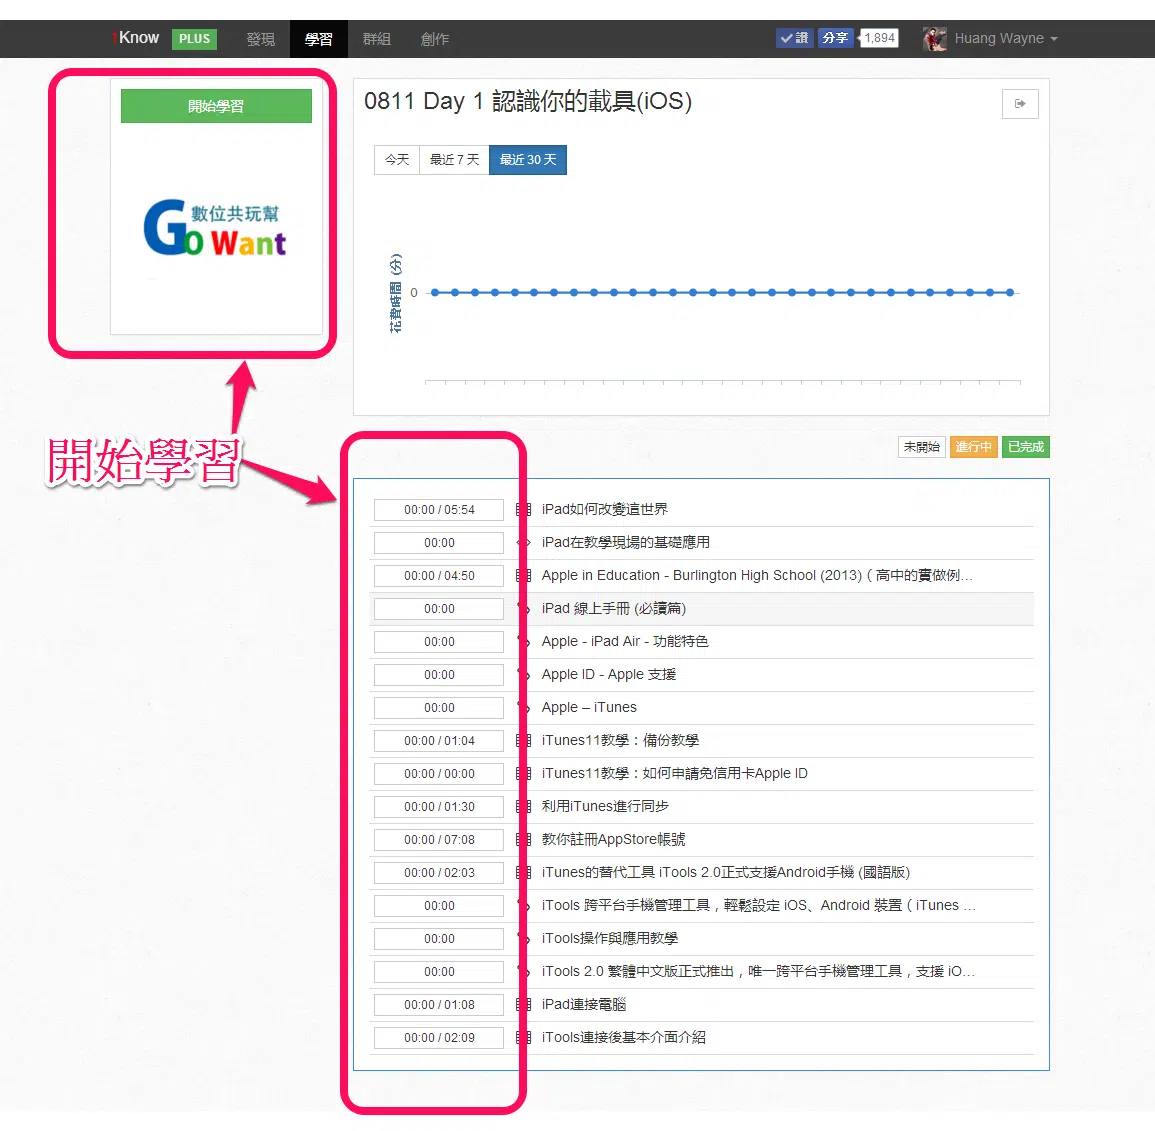 iKnow PLUS 發現 學習 群組 創作 讚 分享 1,894 Huang Wayne
開始學習
數位共玩幫
Go Want
0811 Day 1 認識你的載具(iOS)
今天 最近 7 天 最近 30 天
花費時間 (分)
0
開始學習
未開始 進行中 已完成
00:00 / 05:54 iPad如何改變這世界
00:00 iPad在教學現場的基礎應用
00:00 / 04:50 Apple in Education - Burlington High School (2013) ( 高中的實做例...
00:00 iPad 線上手冊 (必讀篇)
00:00 Apple - iPad Air - 功能特色
00:00 Apple ID - Apple 支援
00:00 Apple – iTunes
00:00 / 01:04 iTunes11教學：備份教學
00:00 / 00:00 iTunes11教學：如何申請免信用卡Apple ID
00:00 / 01:30 利用iTunes進行同步
00:00 / 07:08 教你註冊AppStore帳號
00:00 / 02:03 iTunes的替代工具 iTools 2.0正式支援Android手機 (國語版)
00:00 iTools 跨平台手機管理工具，輕鬆設定 iOS、Android 裝置 ( iTunes ...
00:00 iTools操作與應用教學
00:00 iTools 2.0 繁體中文版正式推出，唯一跨平台手機管理工具，支援 iO...
00:00 / 01:08 iPad連接電腦
00:00 / 02:09 iTools連接後基本介面介紹